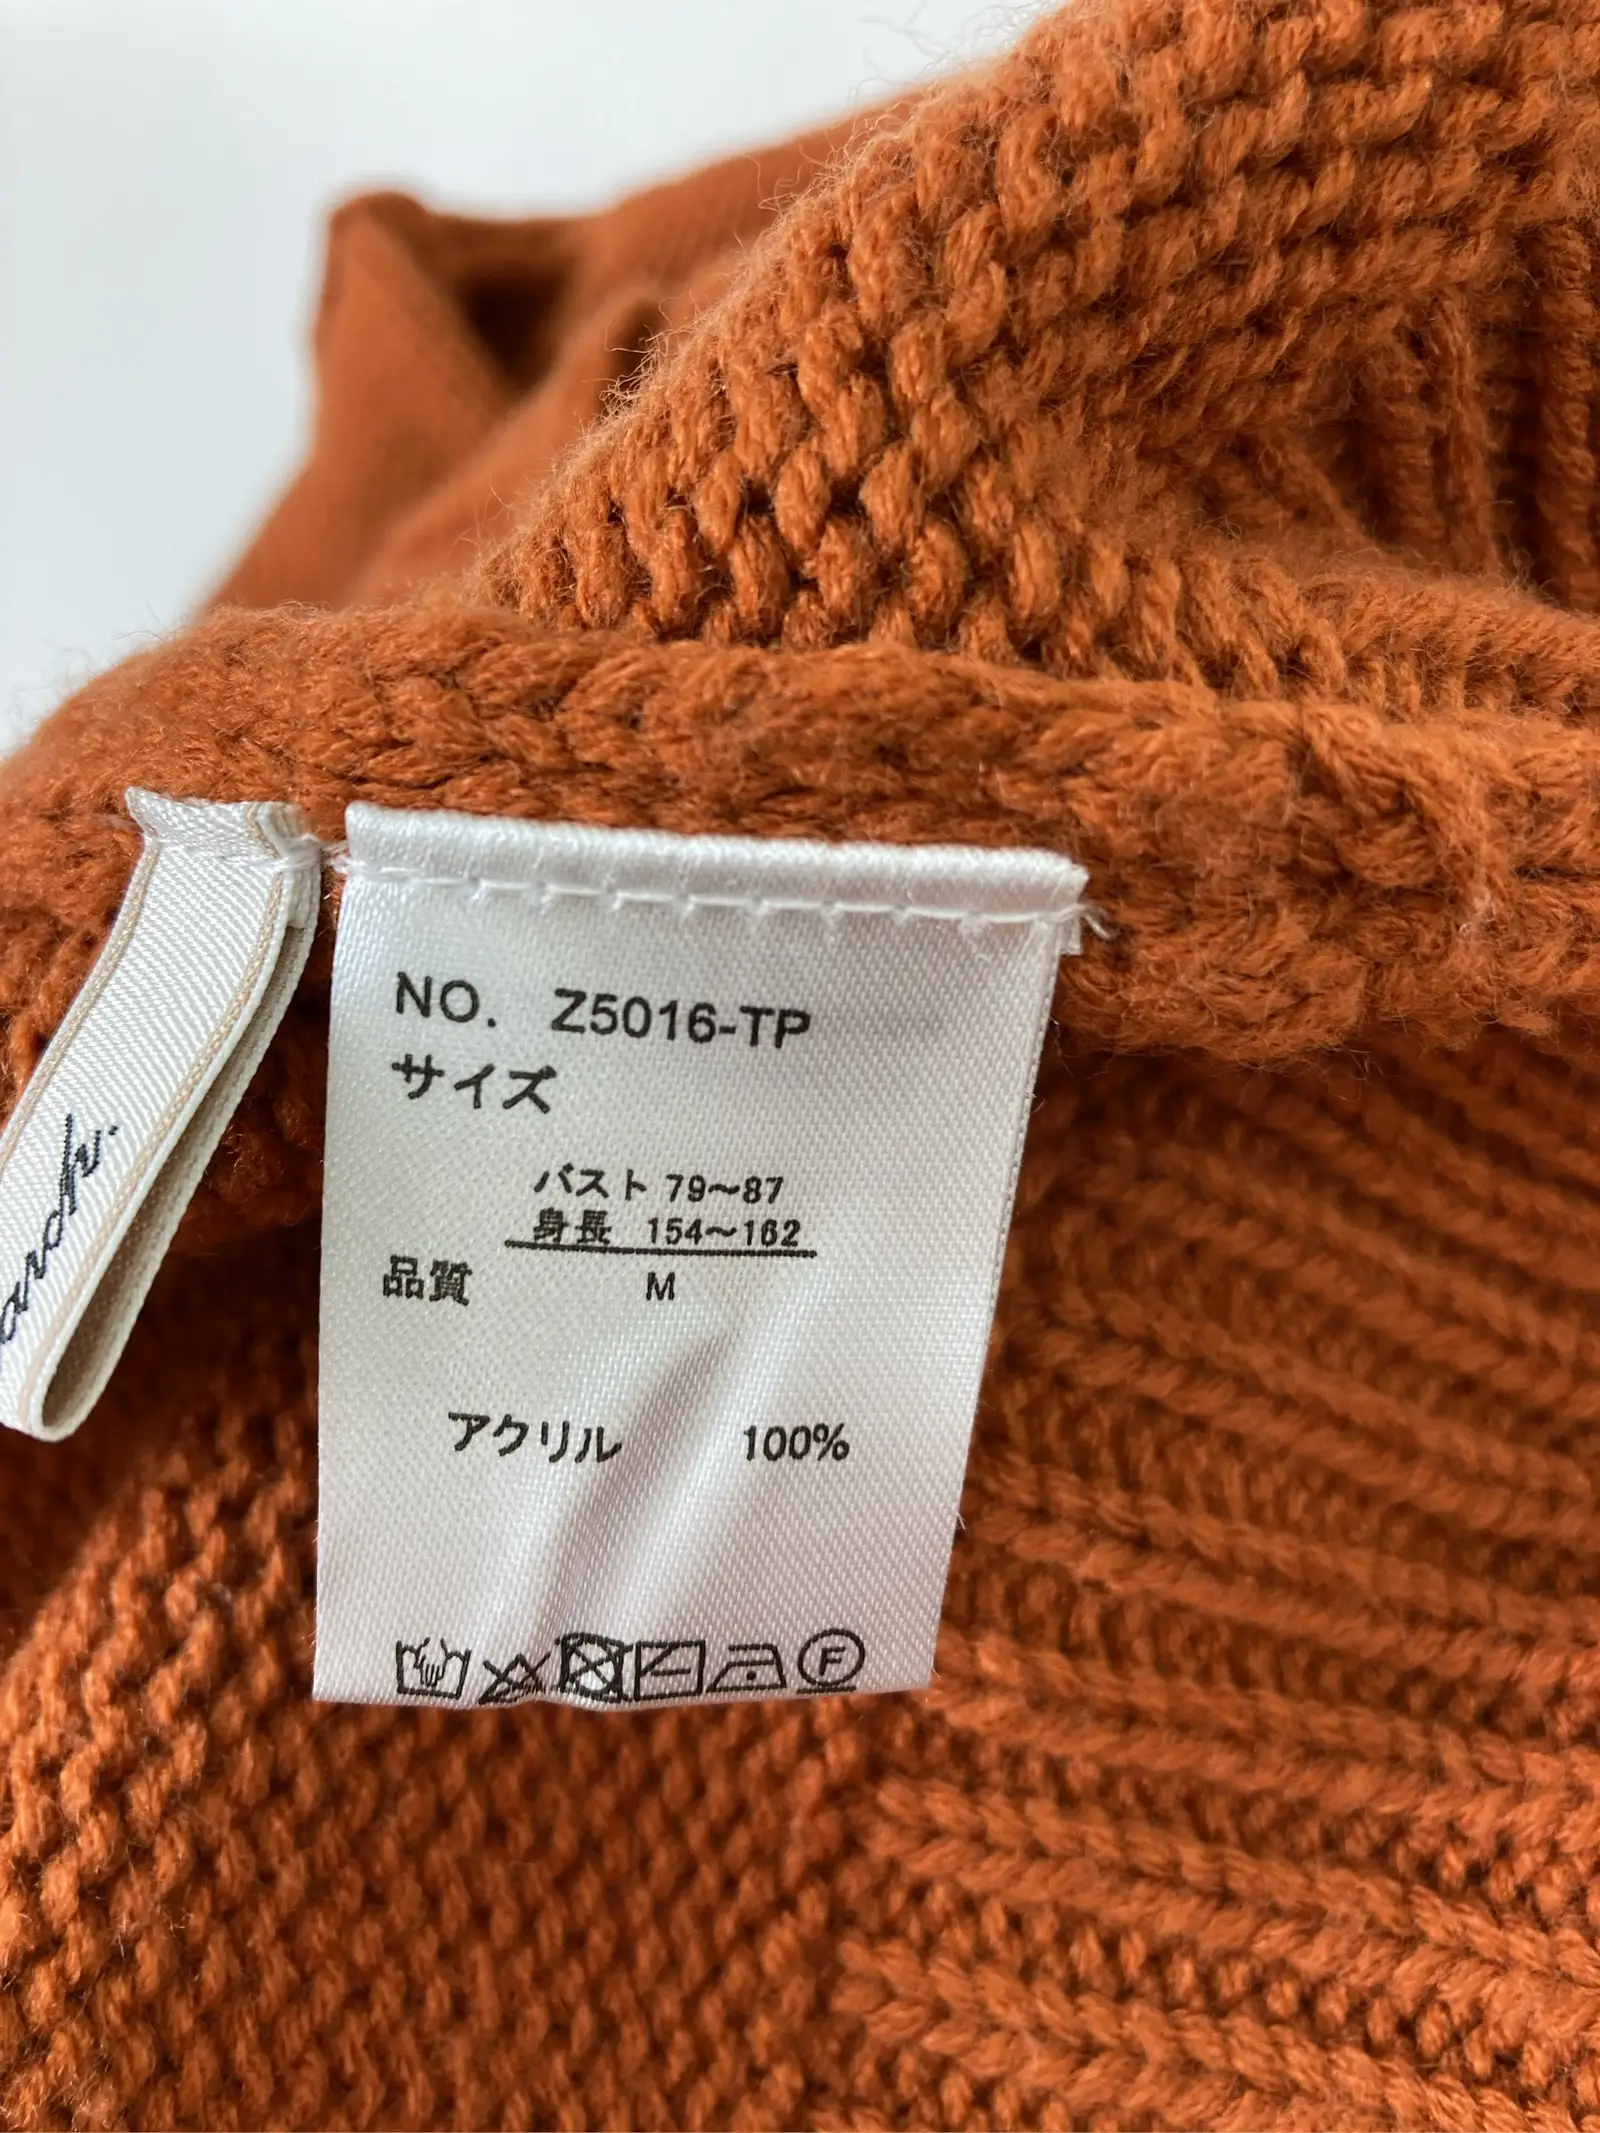 NO. Z5016-TP
サイズ
バスト 79～87
身長 154～162
品質 M
アクリル 100%
F